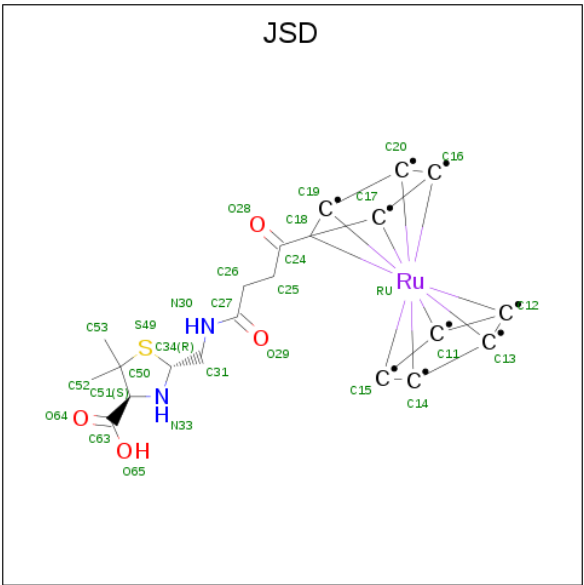 JSD
C20
C16
C• C•
C19
C17
C• C•
O28
C18
O
C24
C26
C25
Ru
RU
N30
C27
C12
C•
HN
C53
S49
O
C•
C•
C11
C13
S
C34(R)
O29
C31
C52
C50
C• C•
C15
C14
C51(S)
N
H
N33
O64
O
C63
OH
O65